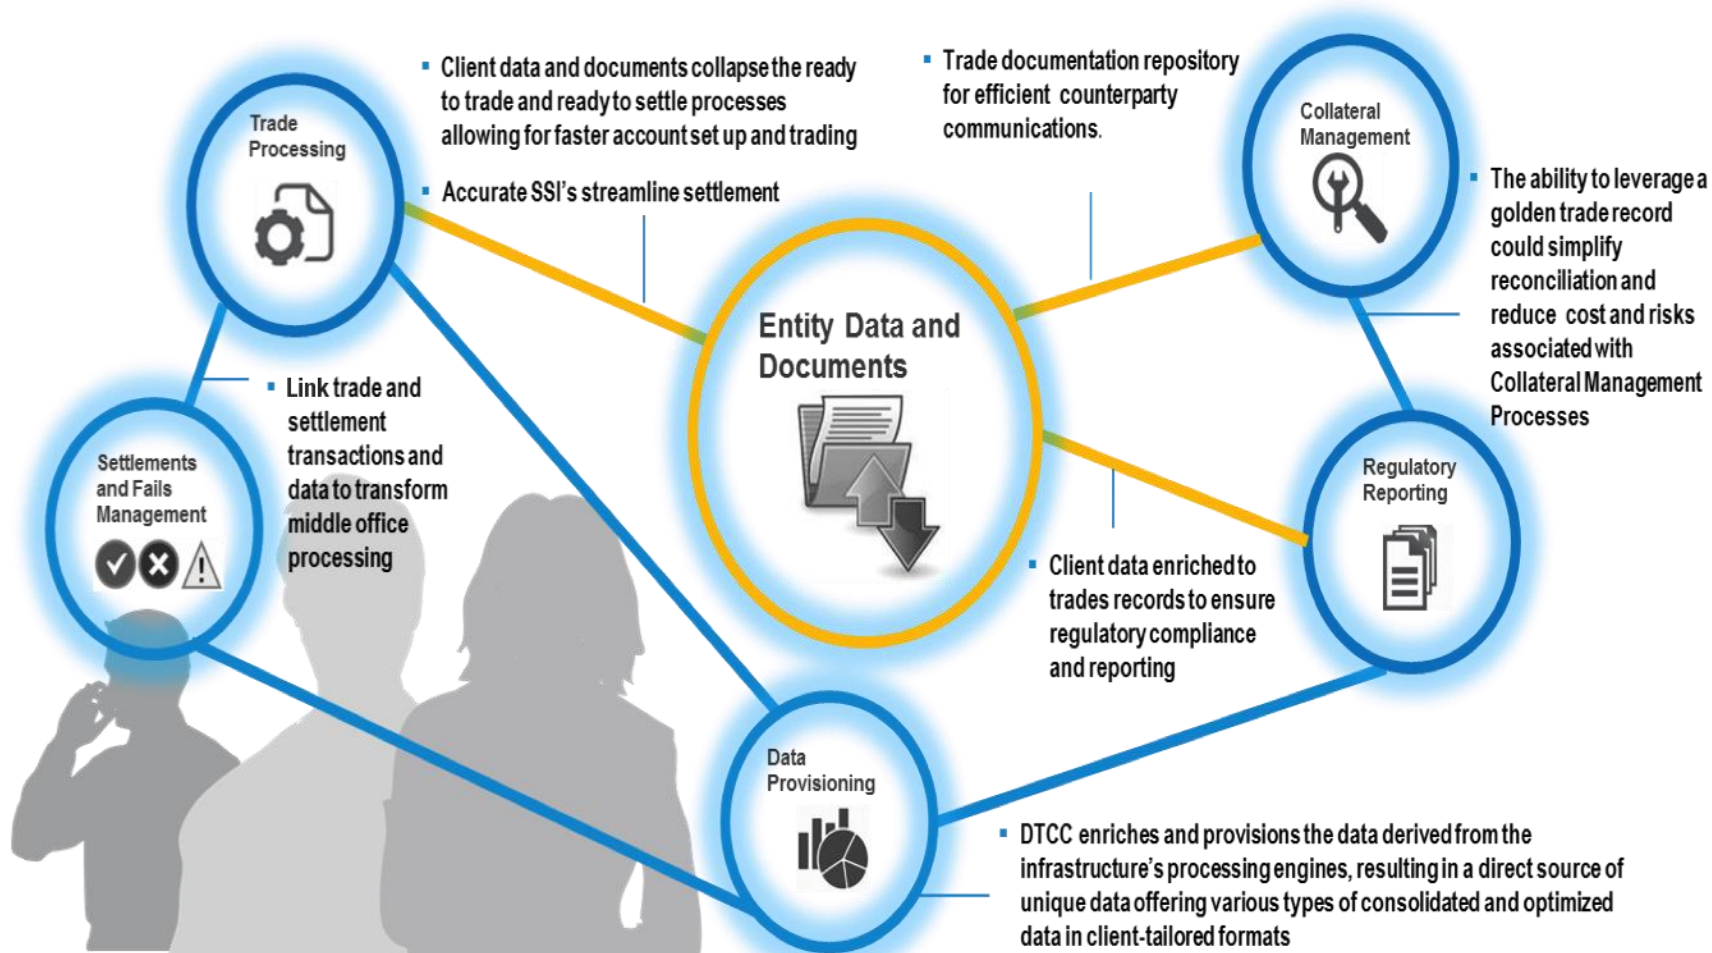 Trade
Processing
▪ Client data and documents collapse the ready
to trade and ready to settle processes
allowing for faster account set up and trading
▪ Accurate SSI's streamline settlement
▪ Trade documentation repository
for efficient counterparty
communications.
Collateral
Management
▪ The ability to leverage a
golden trade record
could simplify
reconciliation and
reduce cost and risks
associated with
Collateral Management
Processes
Entity Data and
Documents
▪ Link trade and
settlement
transactions and
data to transform
middle office
processing
Settlements
and Fails
Management
Regulatory
Reporting
▪ Client data enriched to
trades records to ensure
regulatory compliance
and reporting
Data
Provisioning
▪ DTCC enriches and provisions the data derived from the
infrastructure's processing engines, resulting in a direct source of
unique data offering various types of consolidated and optimized
data in client-tailored formats